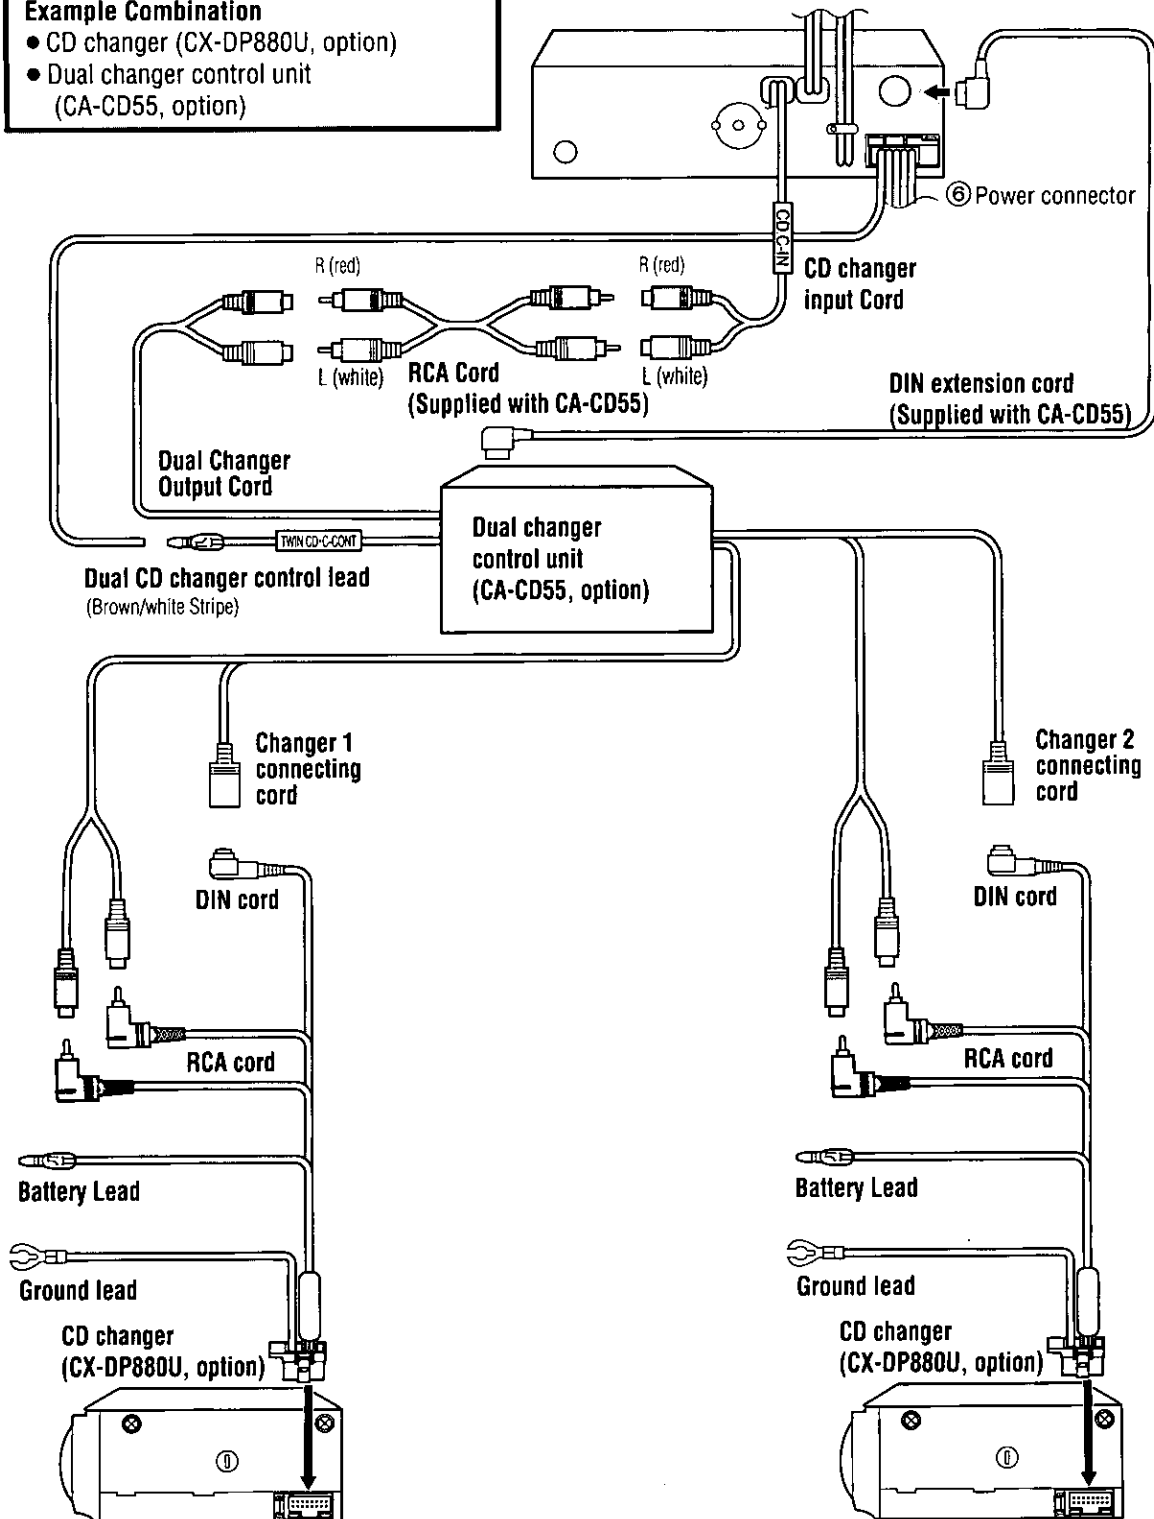 Example Combination
● CD changer (CX-DP880U, option)
● Dual changer control unit
(CA-CD55, option)
⑥ Power connector
CD.C-IN
CD changer
input Cord
R (red)
R (red)
L (white)
RCA Cord
(Supplied with CA-CD55)
L (white)
DIN extension cord
(Supplied with CA-CD55)
Dual Changer
Output Cord
TWIN CD·C-CONT
Dual CD changer control lead
(Brown/white Stripe)
Dual changer
control unit
(CA-CD55, option)
Changer 1
connecting
cord
Changer 2
connecting
cord
DIN cord
DIN cord
RCA cord
RCA cord
Battery Lead
Battery Lead
Ground lead
Ground lead
CD changer
(CX-DP880U, option)
CD changer
(CX-DP880U, option)